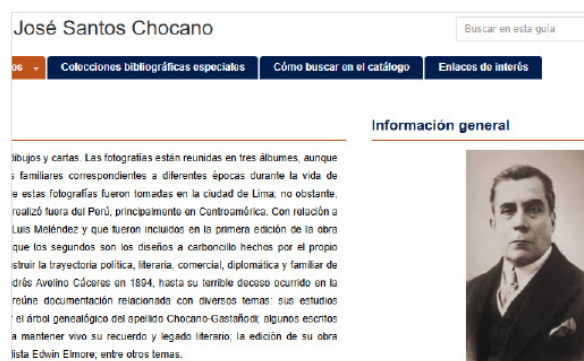 José Santos Chocano
Buscar en esta guía
os
Colecciones bibliográficas especiales
Cómo buscar en el catálogo
Enlaces de interés
Información general
dibujos y cartas. Las fotografías están reunidas en tres álbumes, aunque
s familiares correspondientes a diferentes épocas durante la vida de
e estas fotografías fueron tomadas en la ciudad de Lima; no obstante,
realizó fuera del Perú, principalmente en Centroamérica. Con relación a
Luis Meléndez y que fueron incluidos en la primera edición de la obra
que los segundos son los diseños a carboncillo hechos por el propio
struir la trayectoria política, literaria, comercial, diplomática y familiar de
drés Avelino Cáceres en 1894, hasta su terrible deceso ocurrido en la
reúne documentación relacionada con diversos temas: sus estudios
r el árbol genealógico del apellido Chocano-Gastañodi; algunos escritos
a mantener vivo su recuerdo y legado literario; la edición de su obra
lista Edwin Elmore; entre otros temas.